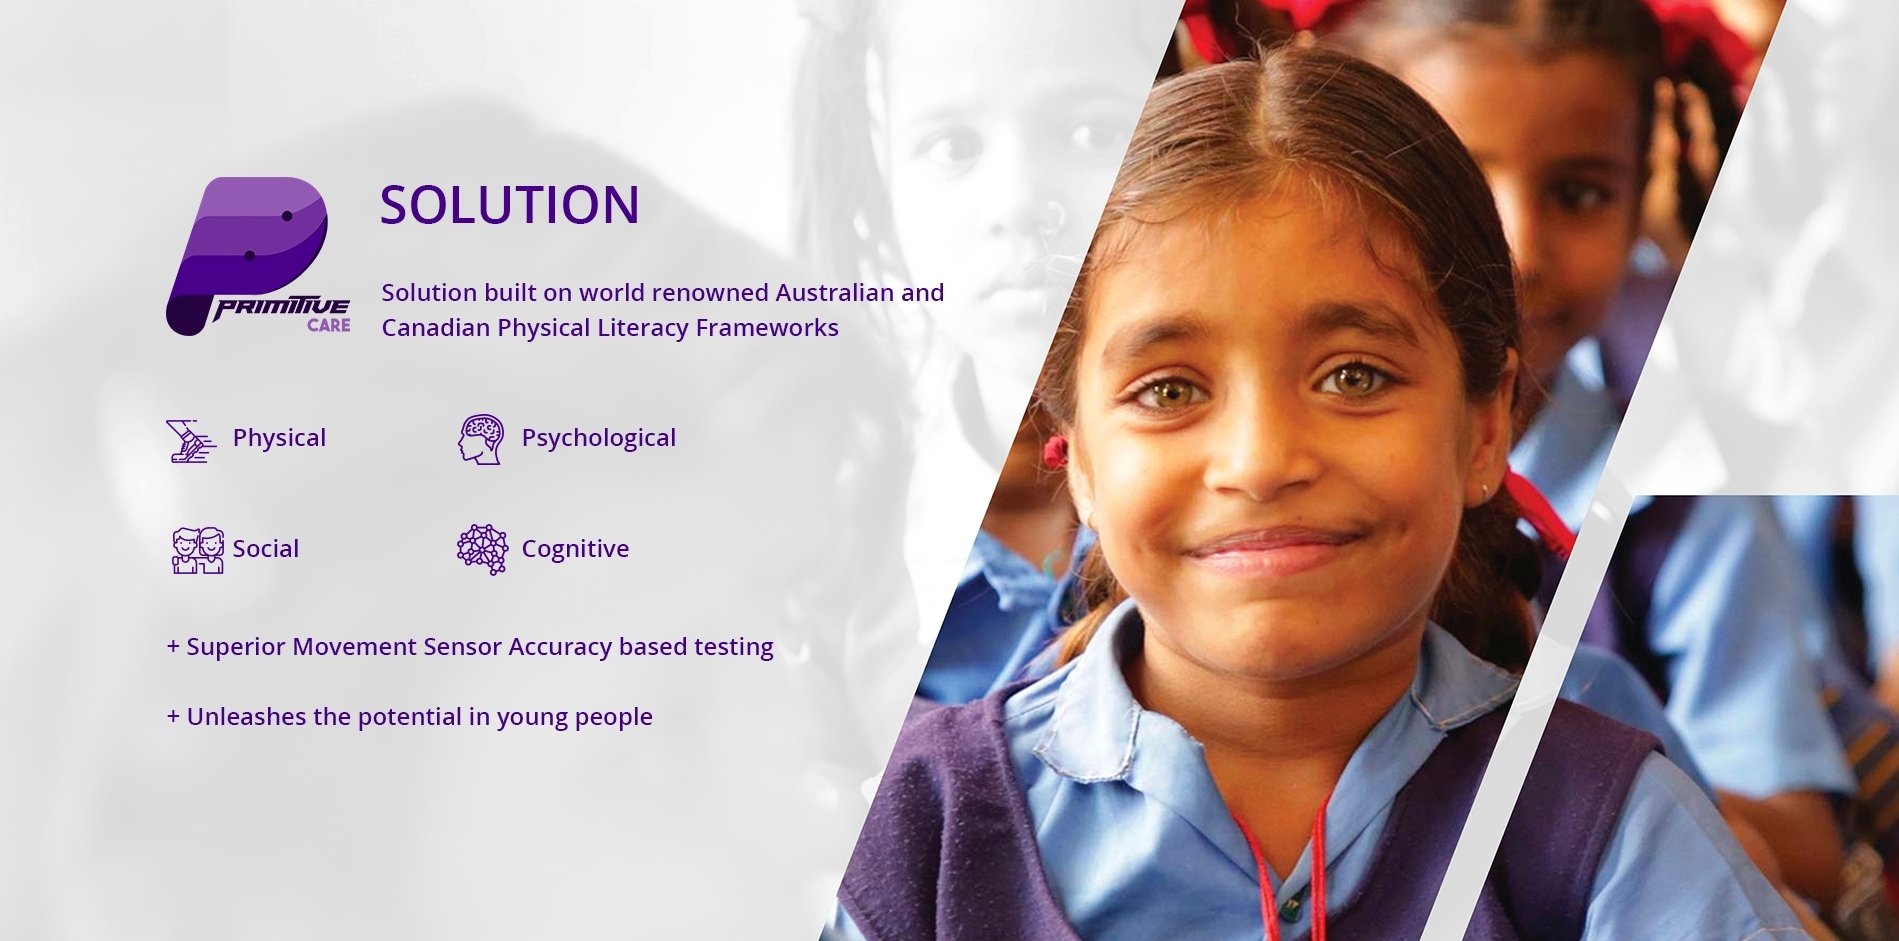 PRIMITIVE
CARE
SOLUTION
Solution built on world renowned Australian and
Canadian Physical Literacy Frameworks
Physical
Psychological
Social
Cognitive
+ Superior Movement Sensor Accuracy based testing
+ Unleashes the potential in young people